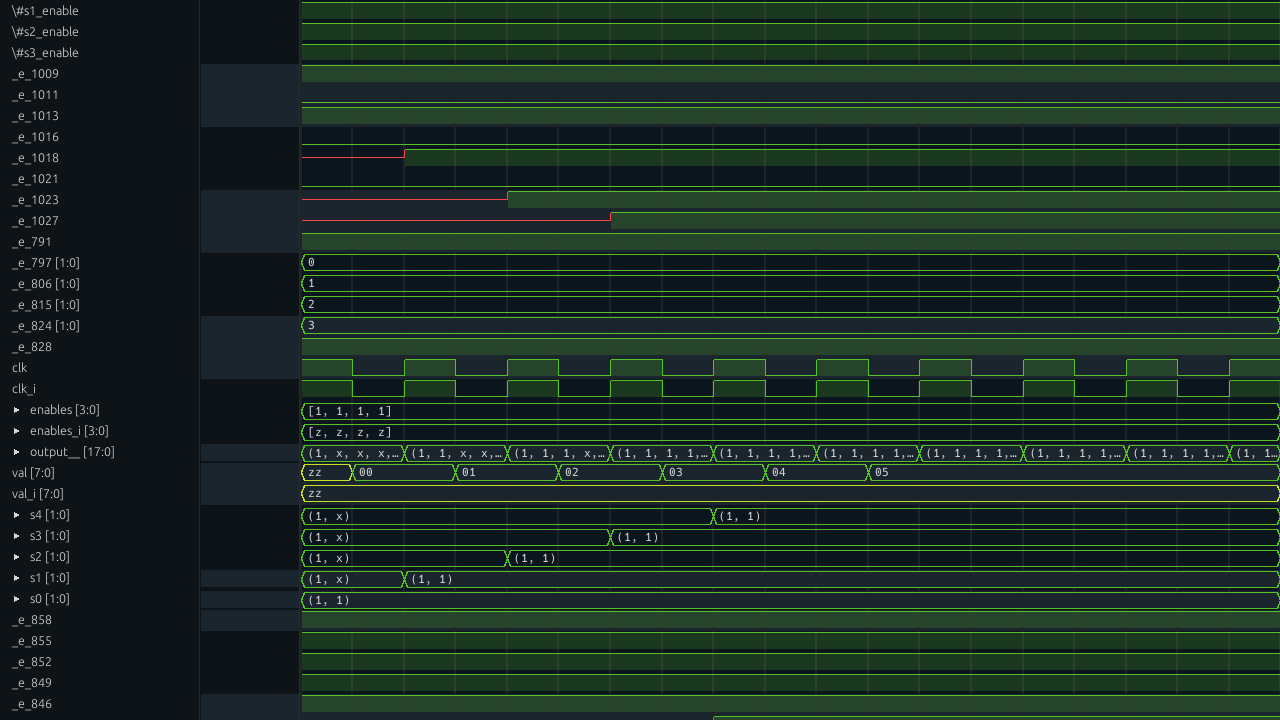 \#s1_enable
\#s2_enable
\#s3_enable
_e_1009
_e_1011
_e_1013
_e_1016
_e_1018
_e_1021
_e_1023
_e_1027
_e_791
_e_797 [1:0] 0
_e_806 [1:0] 1
_e_815 [1:0] 2
_e_824 [1:0] 3
_e_828
clk
clk_i
enables [3:0] [1, 1, 1, 1]
enables_i [3:0] [z, z, z, z]
output__ [17:0] (1, x, x, x,… (1, 1, x, x,… (1, 1, 1, x,… (1, 1, 1, 1,… (1, 1, 1, 1,… (1, 1, 1, 1,… (1, 1, 1, 1,… (1, 1, 1, 1,… (1, 1, 1, 1,… (1, 1…
val [7:0] zz 00 01 02 03 04 05
val_i [7:0] zz
s4 [1:0] (1, x) (1, 1)
s3 [1:0] (1, x) (1, 1)
s2 [1:0] (1, x) (1, 1)
s1 [1:0] (1, x) (1, 1)
s0 [1:0] (1, 1)
_e_858
_e_855
_e_852
_e_849
_e_846